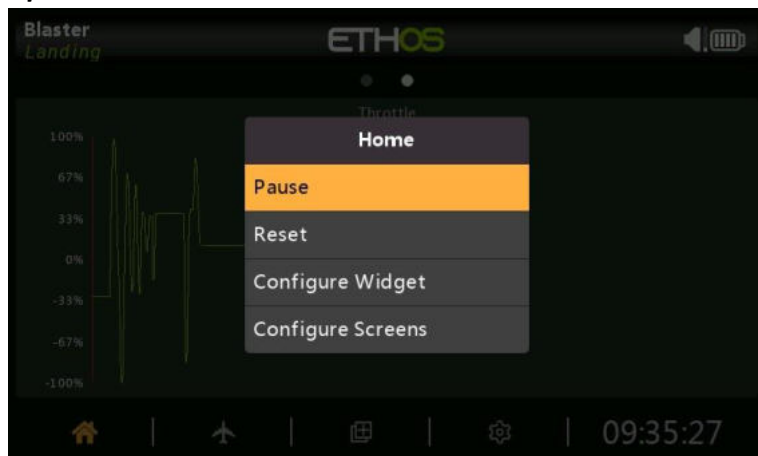 Blaster
Landing
ETHOS
Throttle
Home
Pause
Reset
Configure Widget
Configure Screens
100%
67%
33%
0%
-33%
-67%
-100%
09:35:27